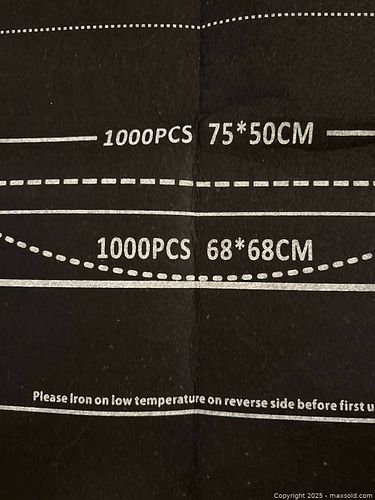 1000PCS 75*50CM
1000PCS 68*68CM
Please Iron on low temperature on reverse side before first u
Copyright 2025 - maxsold.com